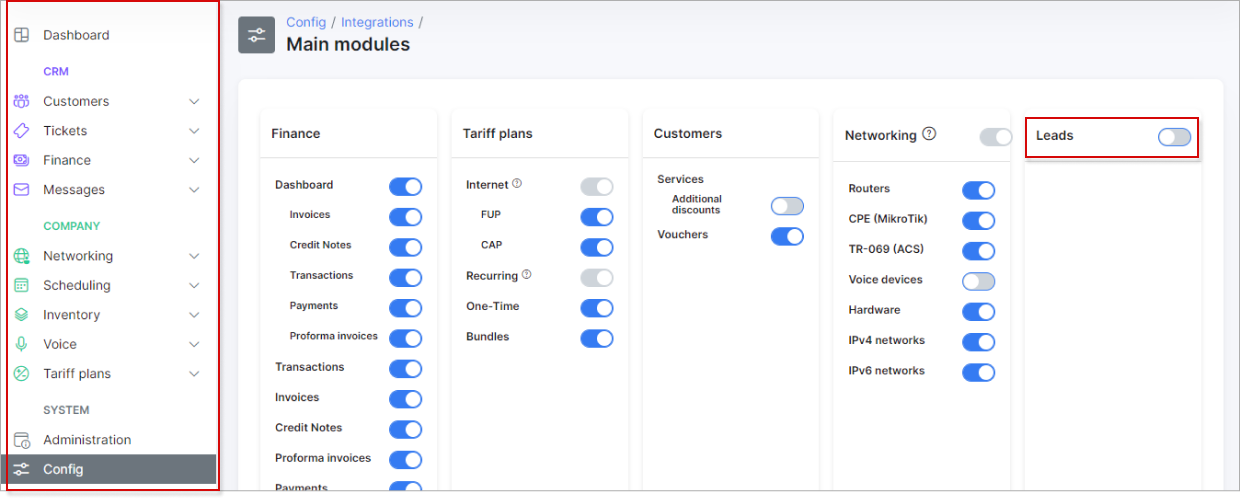 Dashboard
CRM
Customers
Tickets
Finance
Messages
COMPANY
Networking
Scheduling
Inventory
Voice
Tariff plans
SYSTEM
Administration
Config
Config / Integrations /
Main modules
Finance
Dashboard
Invoices
Credit Notes
Transactions
Payments
Proforma invoices
Transactions
Invoices
Credit Notes
Proforma invoices
Payments
Tariff plans
Internet ?
FUP
CAP
Recurring ?
One-Time
Bundles
Customers
Services
Additional
discounts
Vouchers
Networking ?
Routers
CPE (MikroTik)
TR-069 (ACS)
Voice devices
Hardware
IPv4 networks
IPv6 networks
Leads